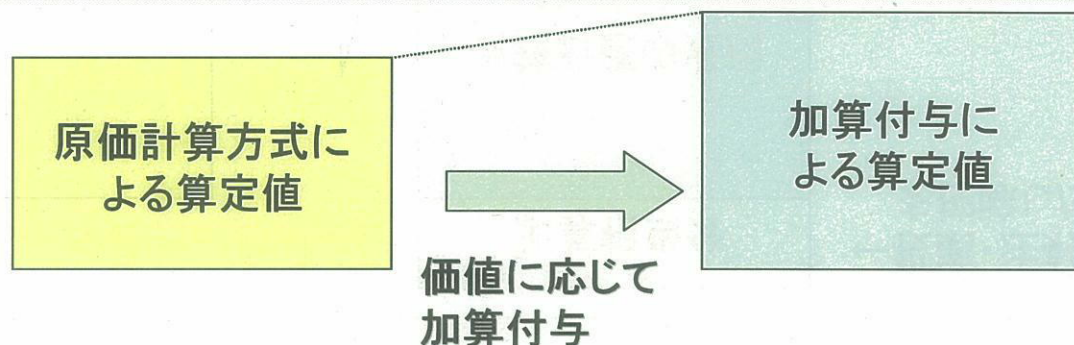 原価計算方式に
よる算定値
価値に応じて
加算付与
加算付与に
よる算定値